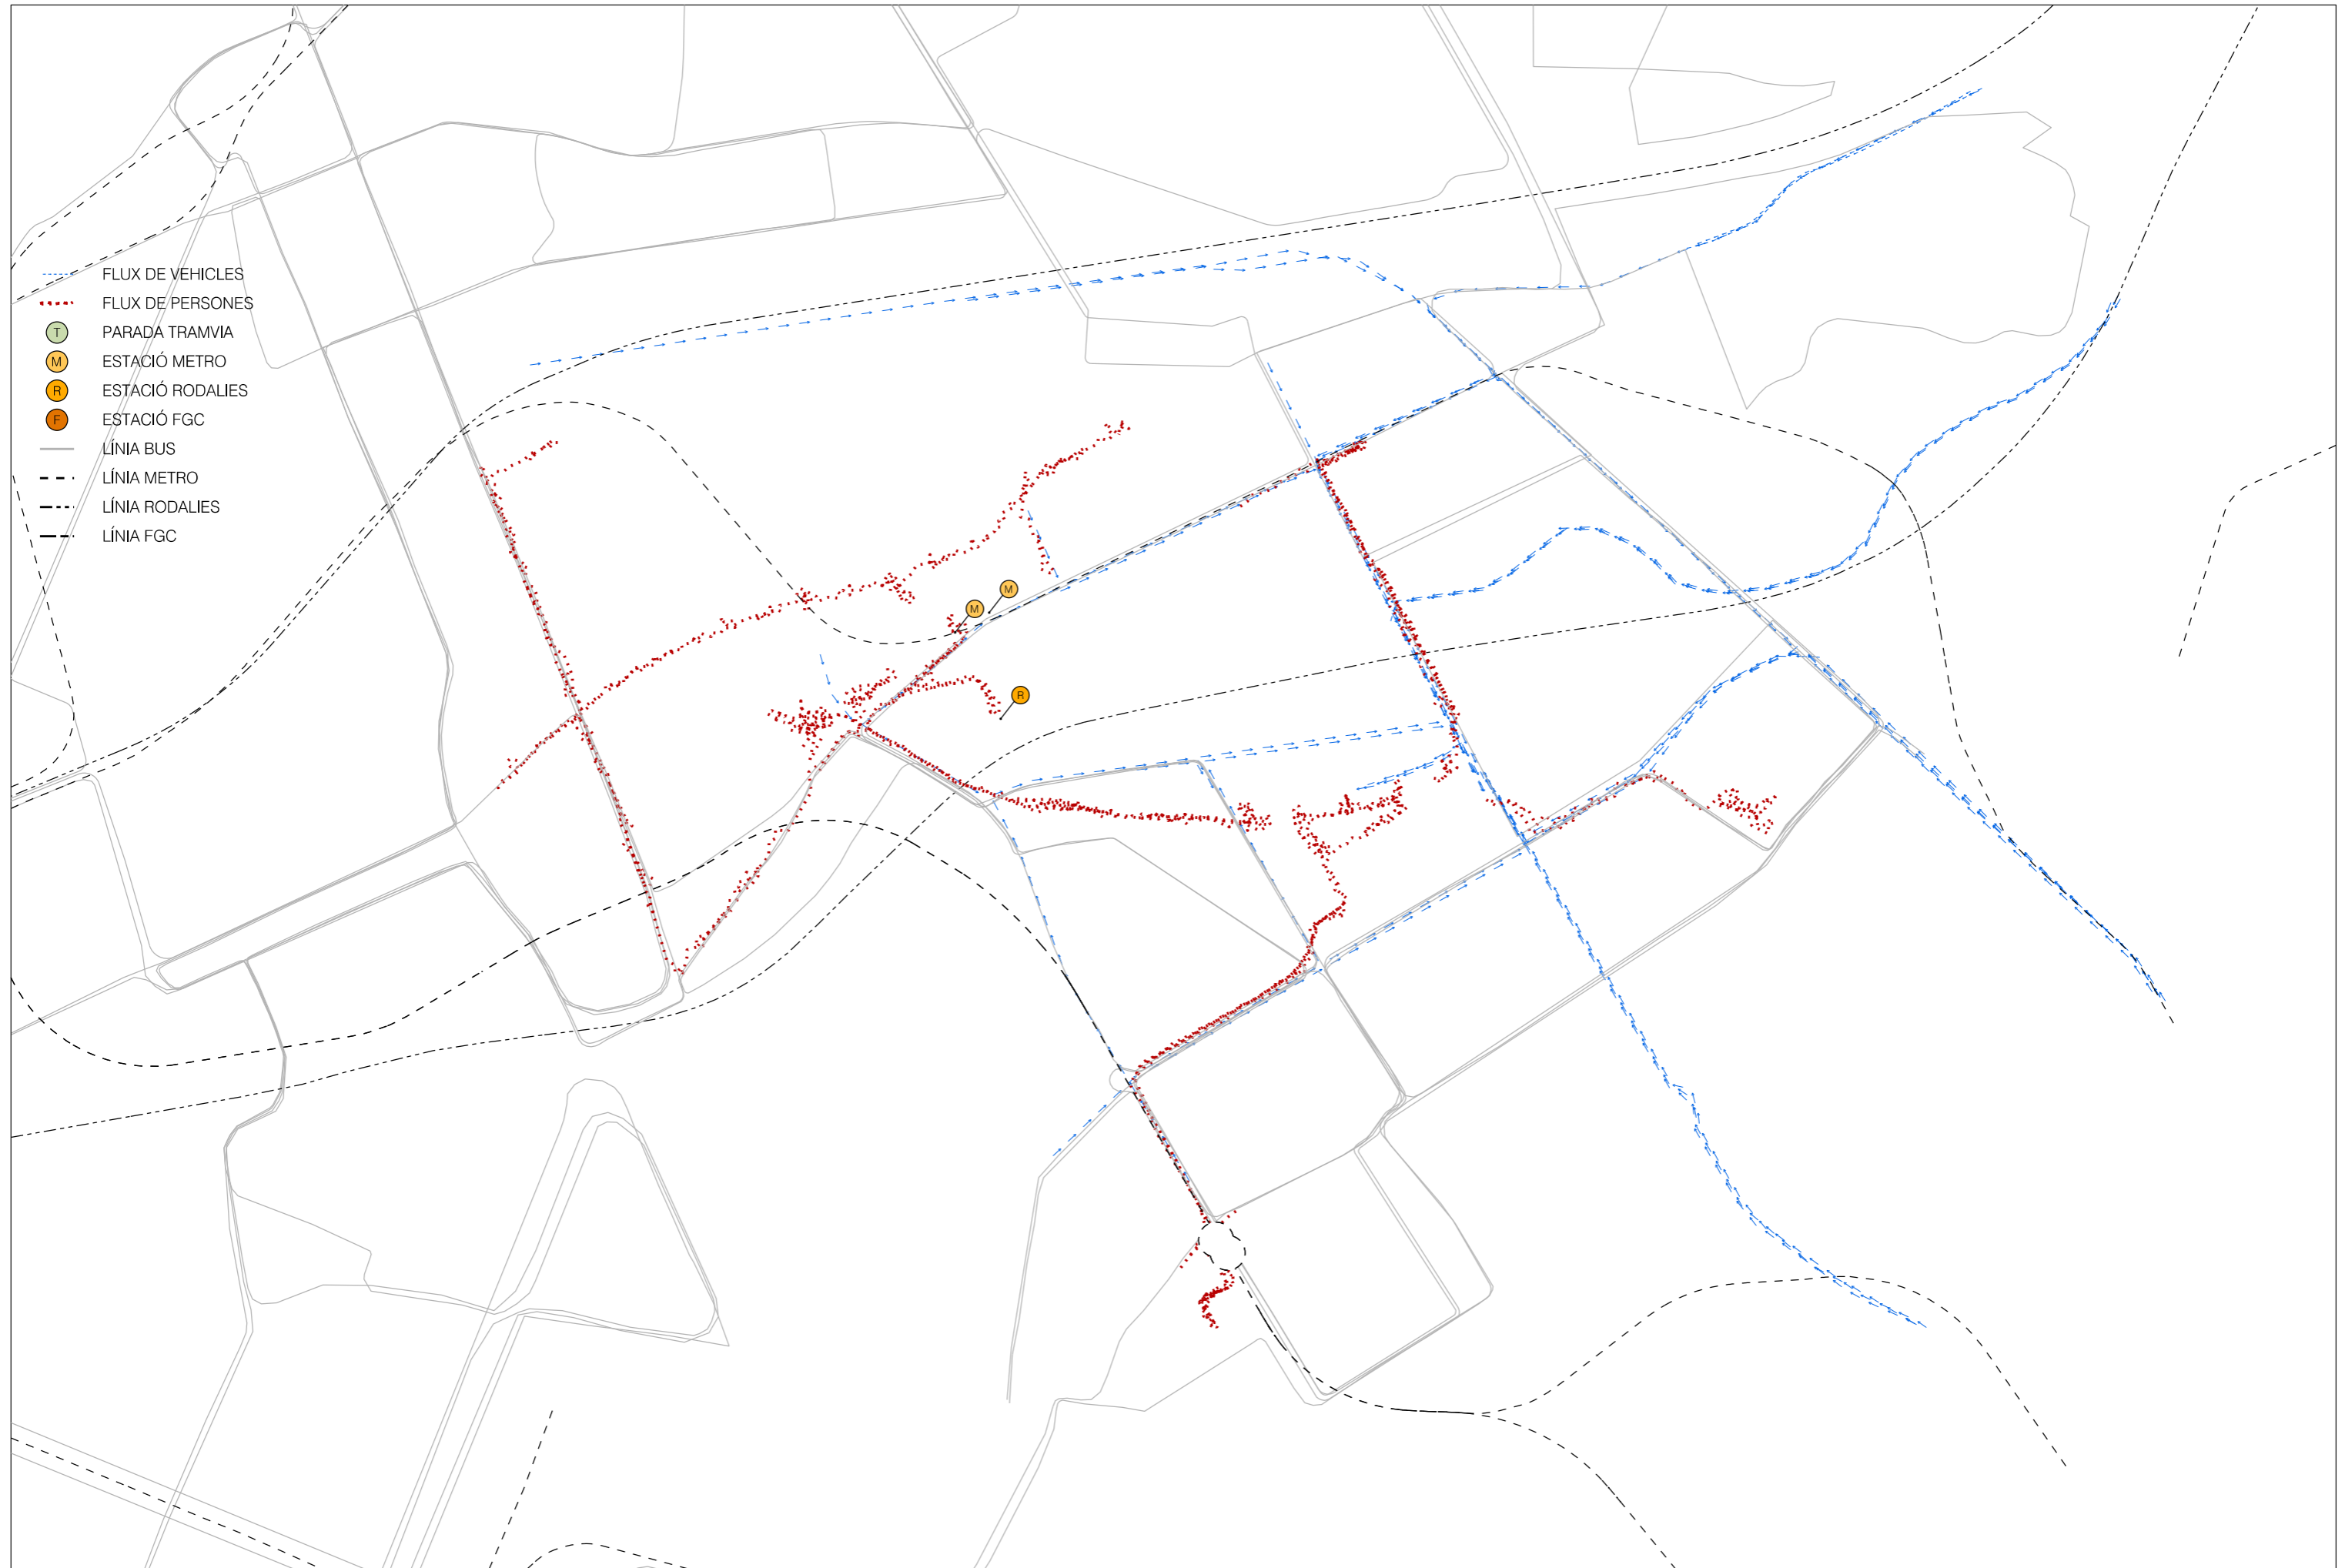 FLUX DE VEHICLES
FLUX DE PERSONES
T PARADA TRAMVIA
M ESTACIÓ METRO
R ESTACIÓ RODALIES
F ESTACIÓ FGC
LÍNIA BUS
LÍNIA METRO
LÍNIA RODALIES
LÍNIA FGC
M
M
R